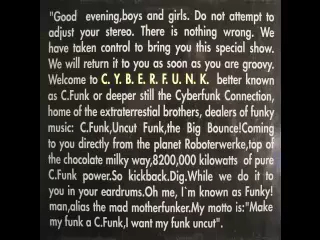 "Good evening,boys and girls. Do not attempt to
adjust your stereo. There is nothing wrong. We
have taken control to bring you this special show.
We will return it to you as soon as you are groovy.
Welcome to C. Y. B. E. R. F. U. N. K. better known
as C.Funk or deeper still the Cyberfunk Connection,
home of the extraterrestial brothers, dealers of funky
music: C.Funk,Uncut Funk,the Big Bounce!Coming
to you directly from the planet Roboterwerke,top of
the chocolate milky way,8200,000 kilowatts of pure
C.Funk power.So kickback.Dig.While we do it to
you in your eardrums.Oh me, I`m known as Funky!
man,alias the mad motherfunker.My motto is:"Make
my funk a C.Funk,I want my funk uncut".